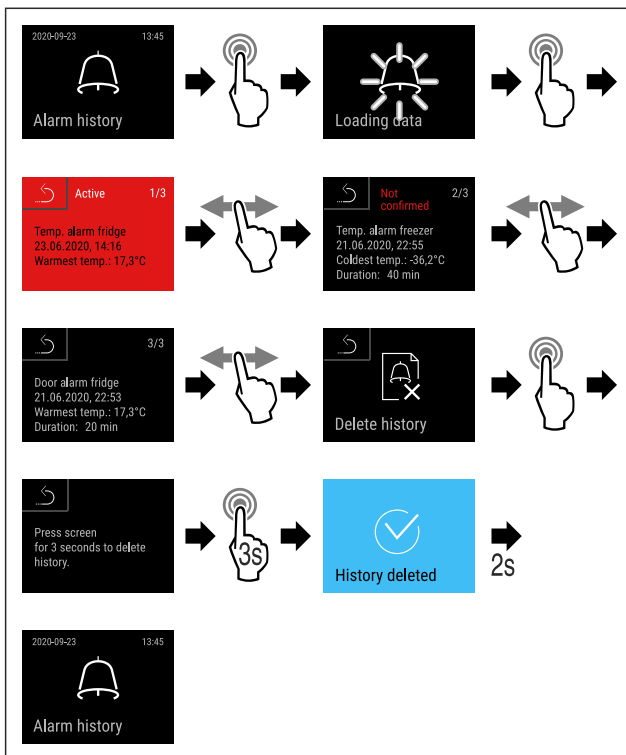 2020-09-23 13:45
Alarm history
Loading data
Active 1/3
Temp. alarm fridge
23.06.2020, 14:16
Warmest temp.: 17,3°C
Not confirmed 2/3
Temp. alarm freezer
21.06.2020, 22:55
Coldest temp.: -36,2°C
Duration: 40 min
3/3
Door alarm fridge
21.06.2020, 22:53
Warmest temp.: 17,3°C
Duration: 20 min
Delete history
Press screen
for 3 seconds to delete
history.
3s
History deleted
2s
2020-09-23 13:45
Alarm history